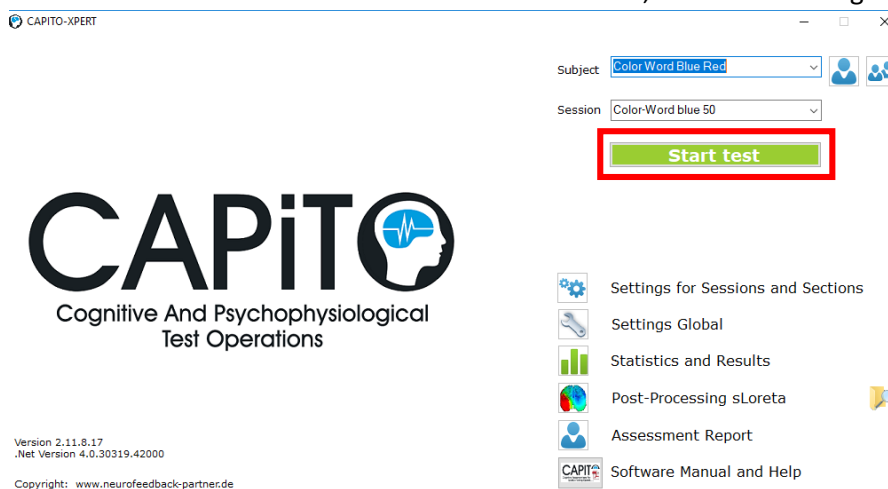 CAPITO-XPERT
Subject Color Word Blue Red
Session Color-Word blue 50
Start test
CAPiTO
Cognitive And Psychophysiological
Test Operations
Settings for Sessions and Sections
Settings Global
Statistics and Results
Post-Processing sLoreta
Assessment Report
CAPiT Software Manual and Help
Version 2.11.8.17
.Net Version 4.0.30319.42000
Copyright: www.neurofeedback-partner.de